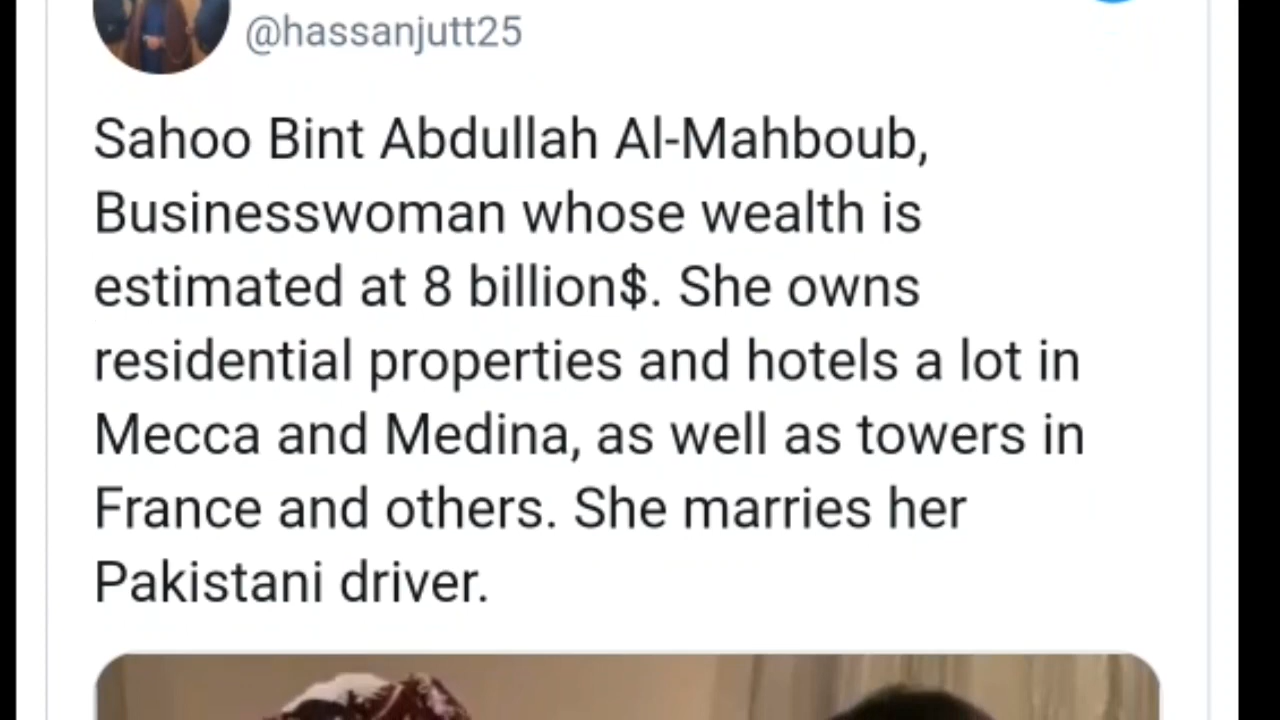 @hassanjutt25
Sahoo Bint Abdullah Al-Mahboub,
Businesswoman whose wealth is
estimated at 8 billion$. She owns
residential properties and hotels a lot in
Mecca and Medina, as well as towers in
France and others. She marries her
Pakistani driver.